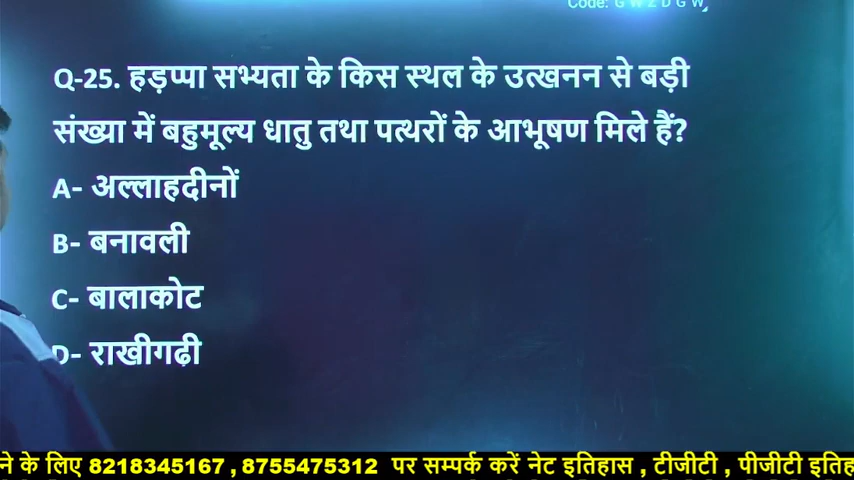 Code: G W Z D G W
Q-25. हड़प्पा सभ्यता के किस स्थल के उत्खनन से बड़ी
संख्या में बहुमूल्य धातु तथा पत्थरों के आभूषण मिले हैं?
A- अल्लाहदीनों
B- बनावली
C- बालाकोट
D- राखीगढ़ी
ने के लिए 8218345167 , 8755475312 पर सम्पर्क करें नेट इतिहास , टीजीटी , पीजीटी